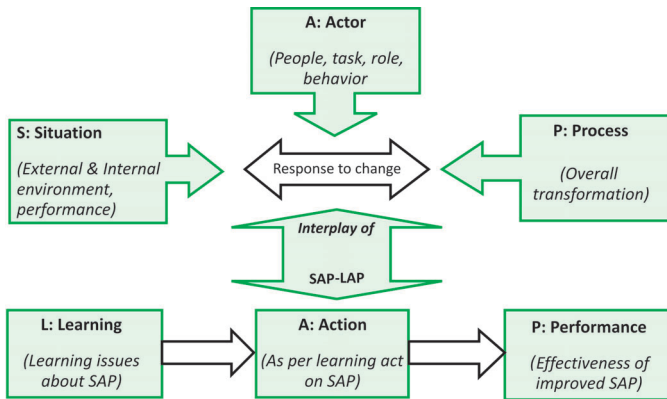 A: Actor
(People, task, role,
behavior
S: Situation
(External & Internal
environment,
performance)
Response to change
P: Process
(Overall
transformation)
Interplay of
SAP-LAP
L: Learning
(Learning issues
about SAP)
A: Action
(As per learning act
on SAP)
P: Performance
(Effectiveness of
improved SAP)